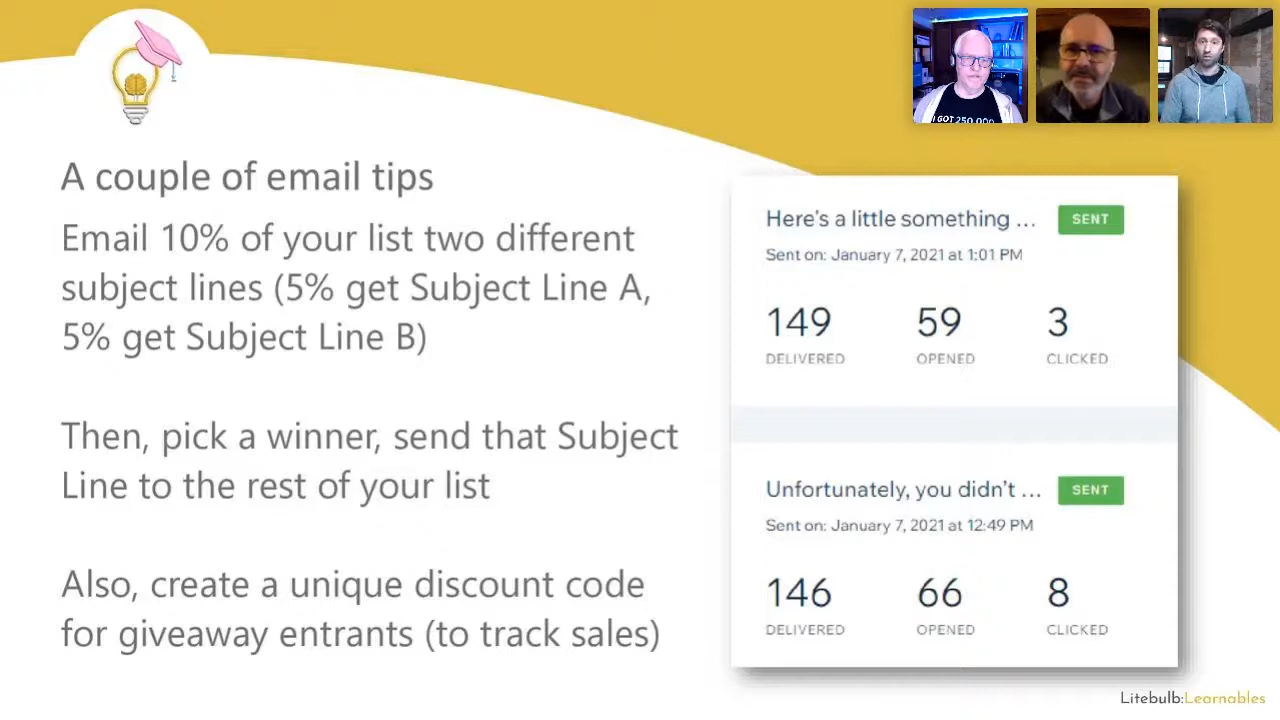 I GOT 250,000
A couple of email tips
Email 10% of your list two different
subject lines (5% get Subject Line A,
5% get Subject Line B)
Then, pick a winner, send that Subject
Line to the rest of your list
Also, create a unique discount code
for giveaway entrants (to track sales)
Here's a little something ...
SENT
Sent on: January 7, 2021 at 1:01 PM
149 59 3
DELIVERED OPENED CLICKED
Unfortunately, you didn't ...
SENT
Sent on: January 7, 2021 at 12:49 PM
146 66 8
DELIVERED OPENED CLICKED
Litebulb:Learnables